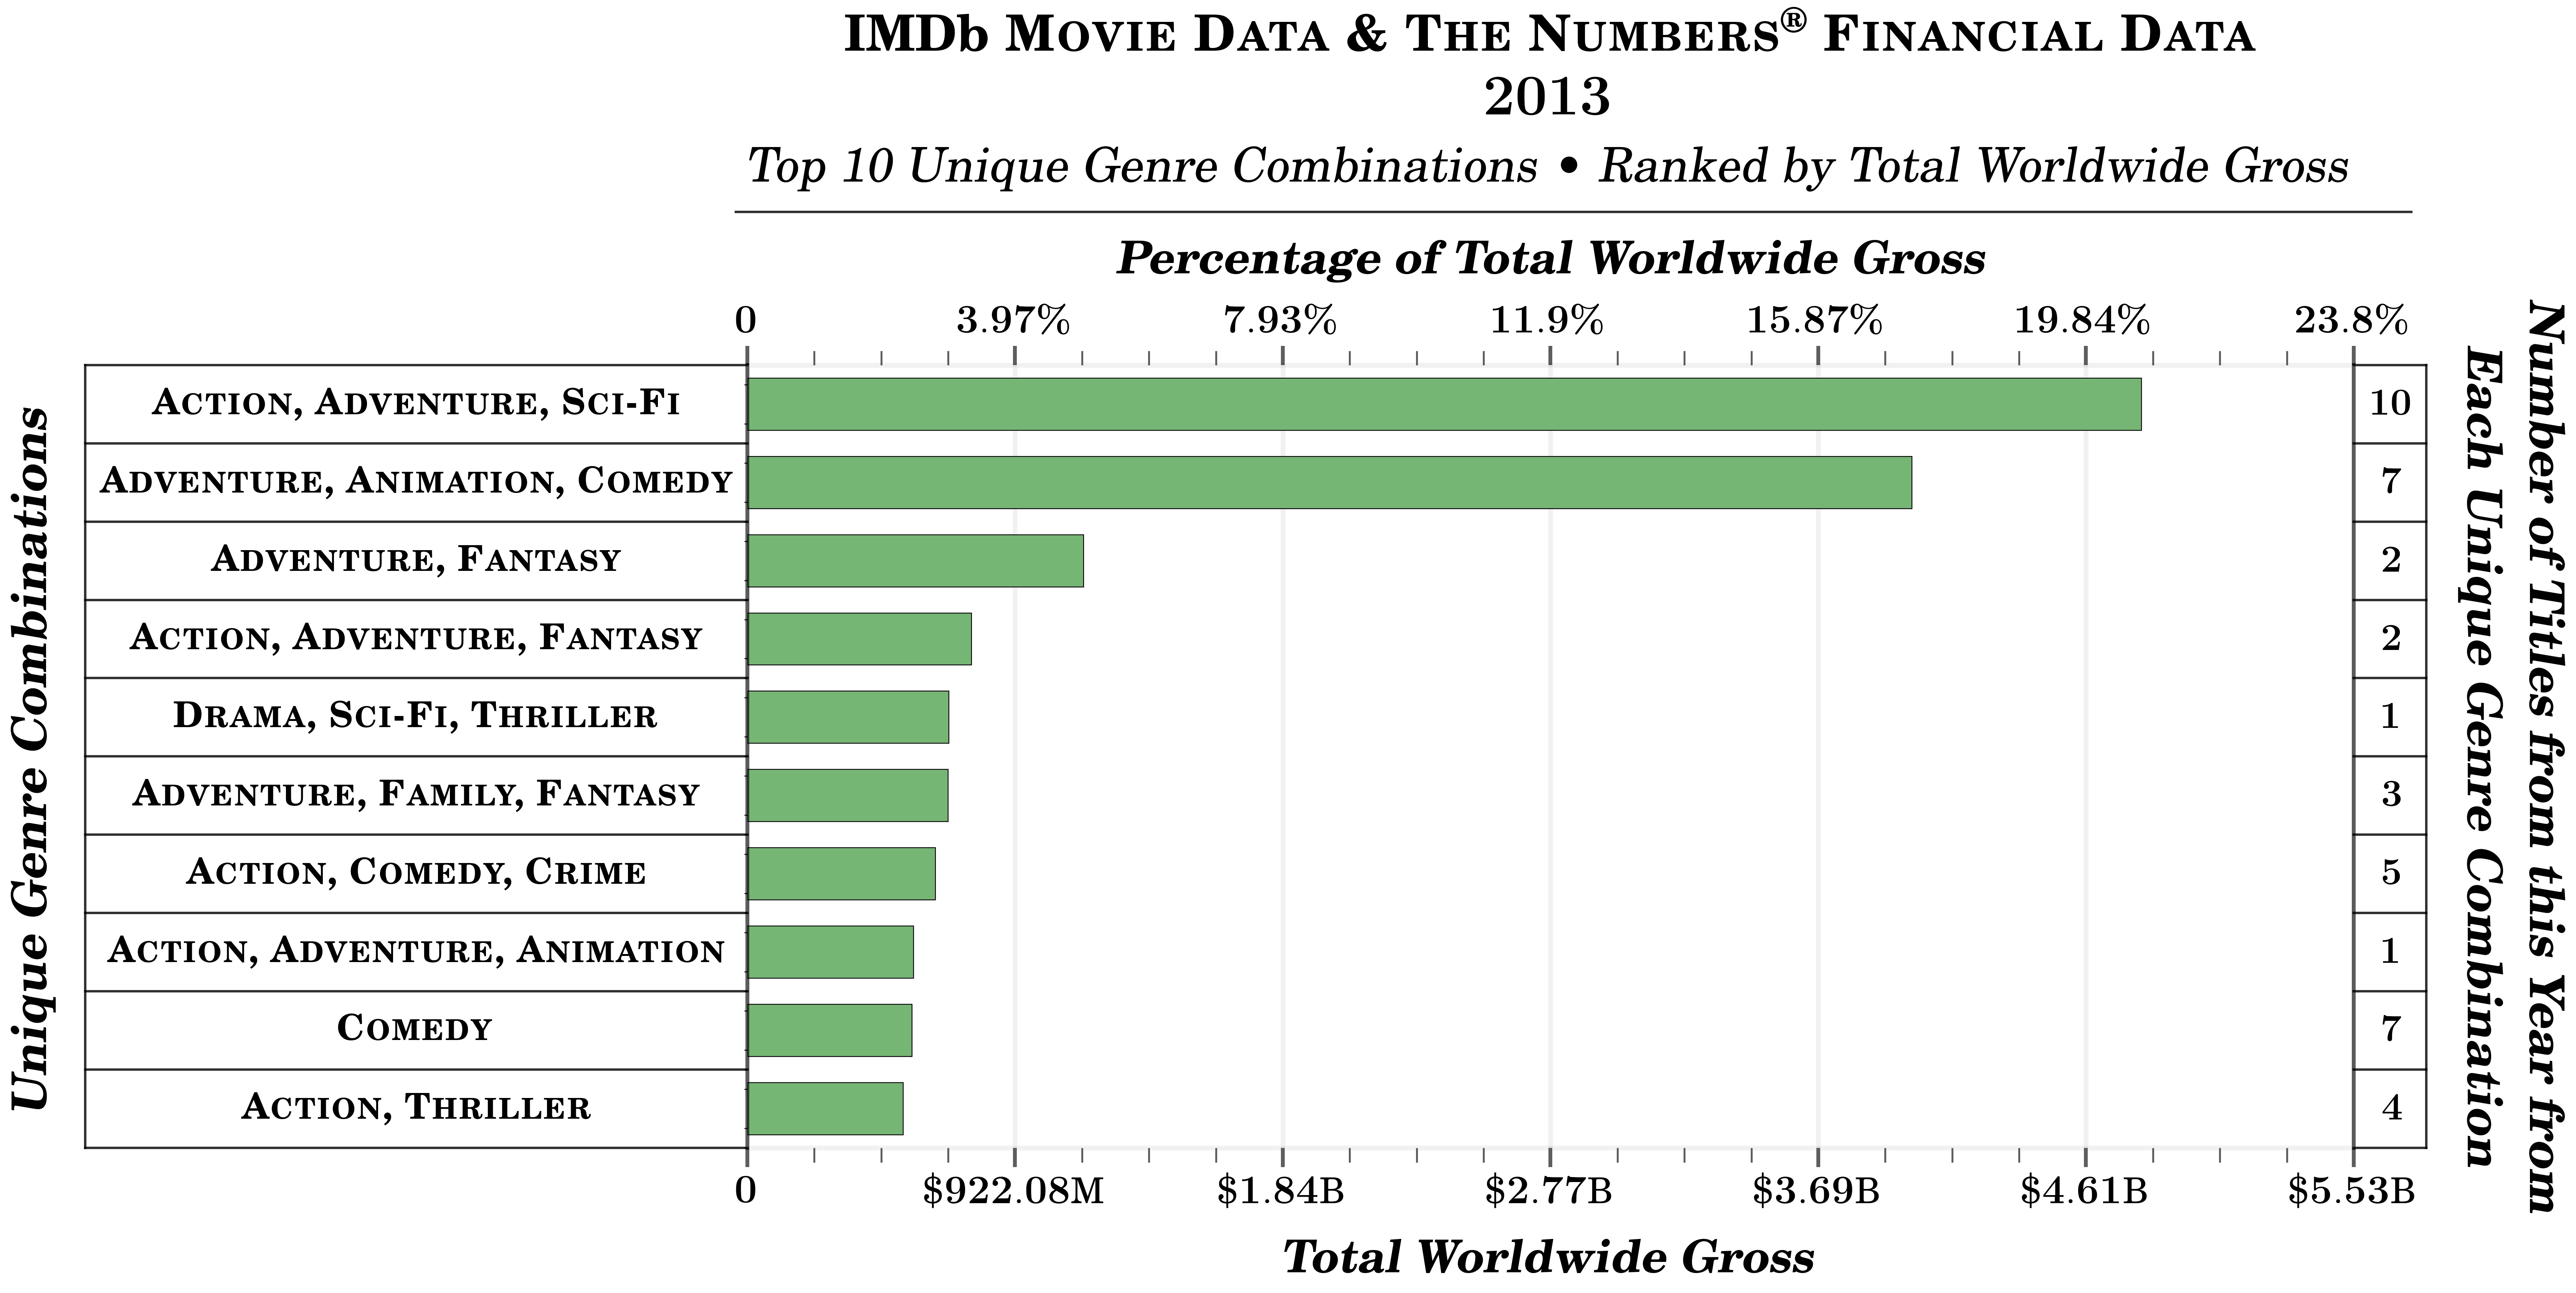 IMDb Movie Data & The Numbers® Financial Data
2013
Top 10 Unique Genre Combinations • Ranked by Total Worldwide Gross
Percentage of Total Worldwide Gross
0 3.97% 7.93% 11.9% 15.87% 19.84% 23.8%
Unique Genre Combinations
Action, Adventure, Sci-Fi 10
Adventure, Animation, Comedy 7
Adventure, Fantasy 2
Action, Adventure, Fantasy 2
Drama, Sci-Fi, Thriller 1
Adventure, Family, Fantasy 3
Action, Comedy, Crime 5
Action, Adventure, Animation 1
Comedy 7
Action, Thriller 4
Number of Titles from this Year from
Each Unique Genre Combination
0 $922.08M $1.84B $2.77B $3.69B $4.61B $5.53B
Total Worldwide Gross